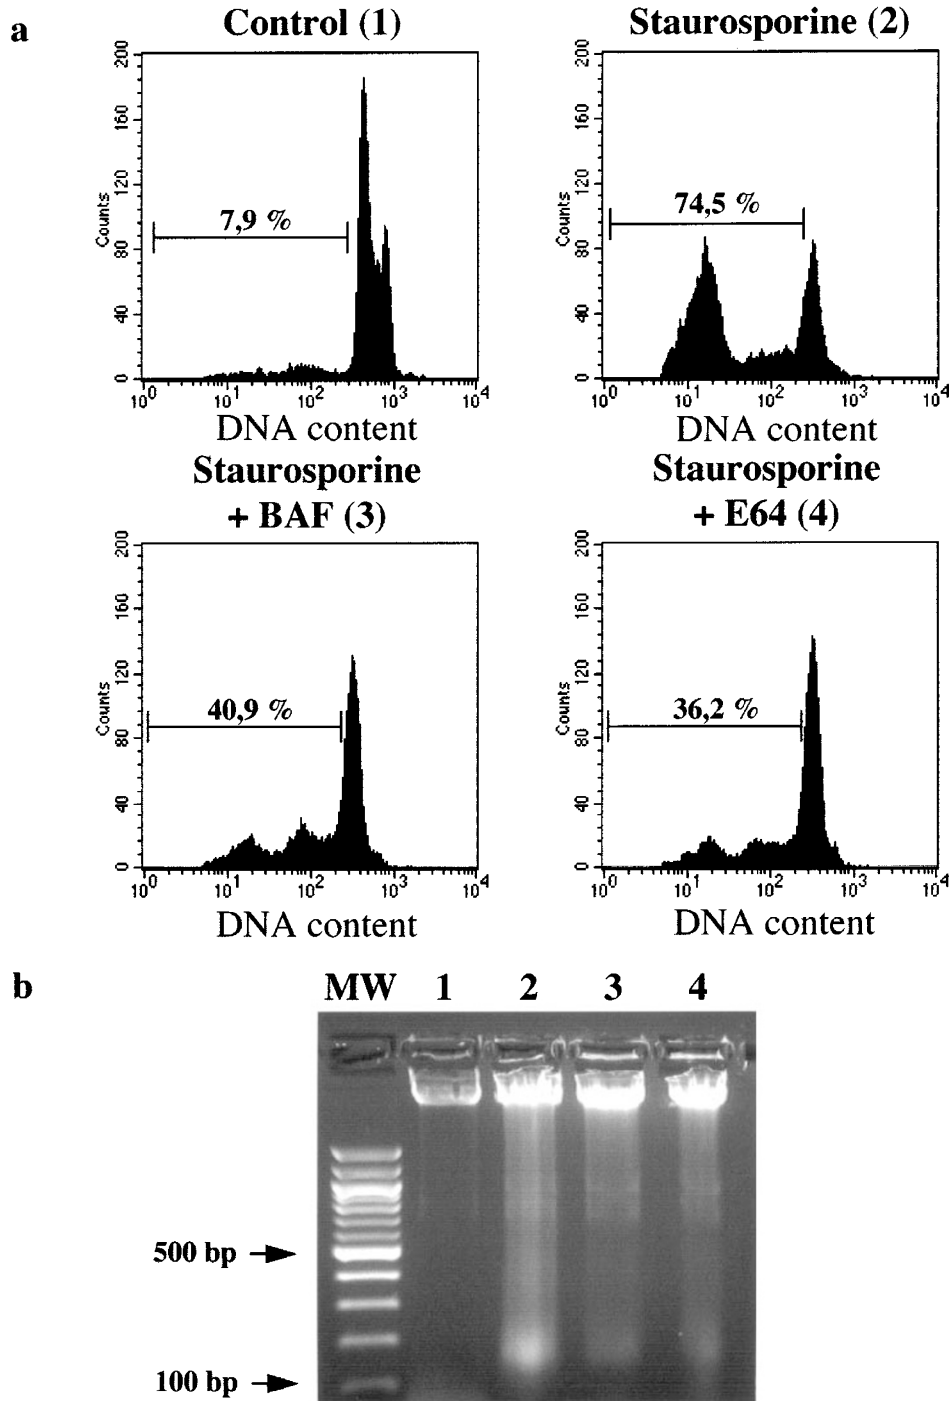 a
Control (1)
Staurosporine (2)
200
160
120
80
40
0
Counts
7,9 %
10^0 10^1 10^2 10^3 10^4
DNA content
200
160
120
80
40
0
Counts
74,5 %
10^0 10^1 10^2 10^3 10^4
DNA content
Staurosporine
+ BAF (3)
Staurosporine
+ E64 (4)
200
160
120
80
40
0
Counts
40,9 %
10^0 10^1 10^2 10^3 10^4
DNA content
200
160
120
80
40
0
Counts
36,2 %
10^0 10^1 10^2 10^3 10^4
DNA content
b
MW 1 2 3 4
500 bp
100 bp